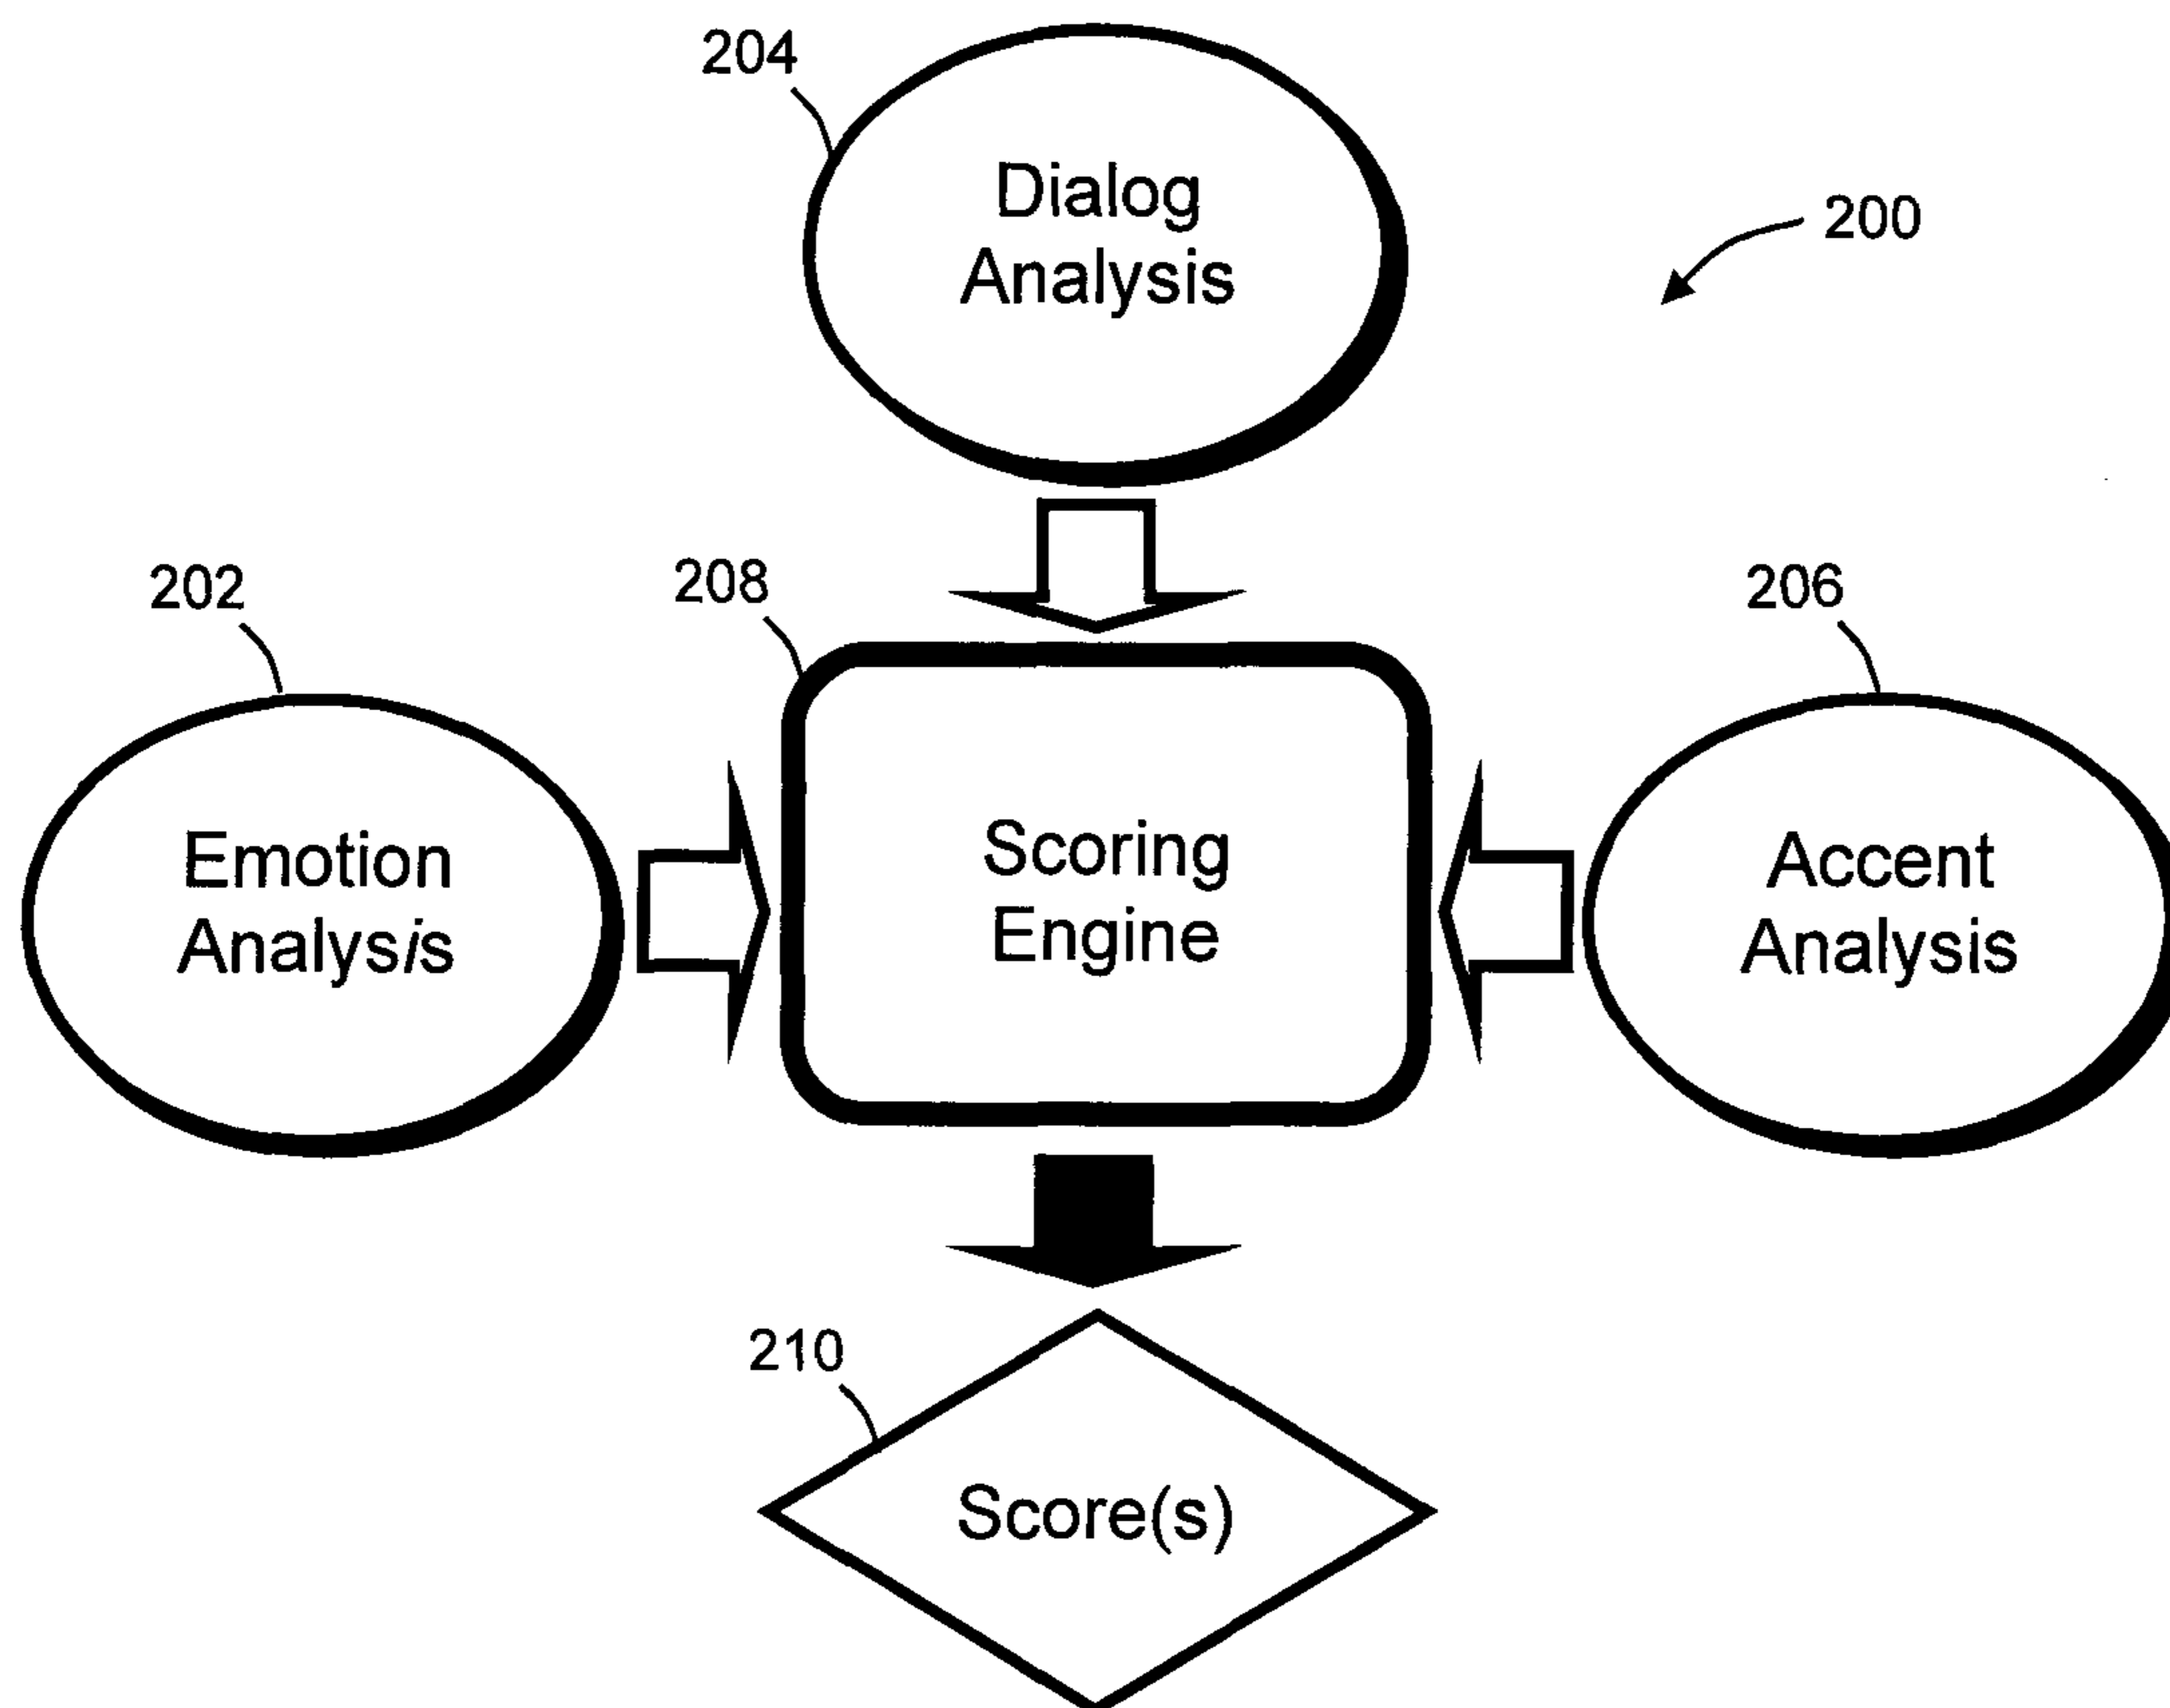 204
Dialog
Analysis
200
202
208
206
Emotion
Analysis
Scoring
Engine
Accent
Analysis
210
Score(s)